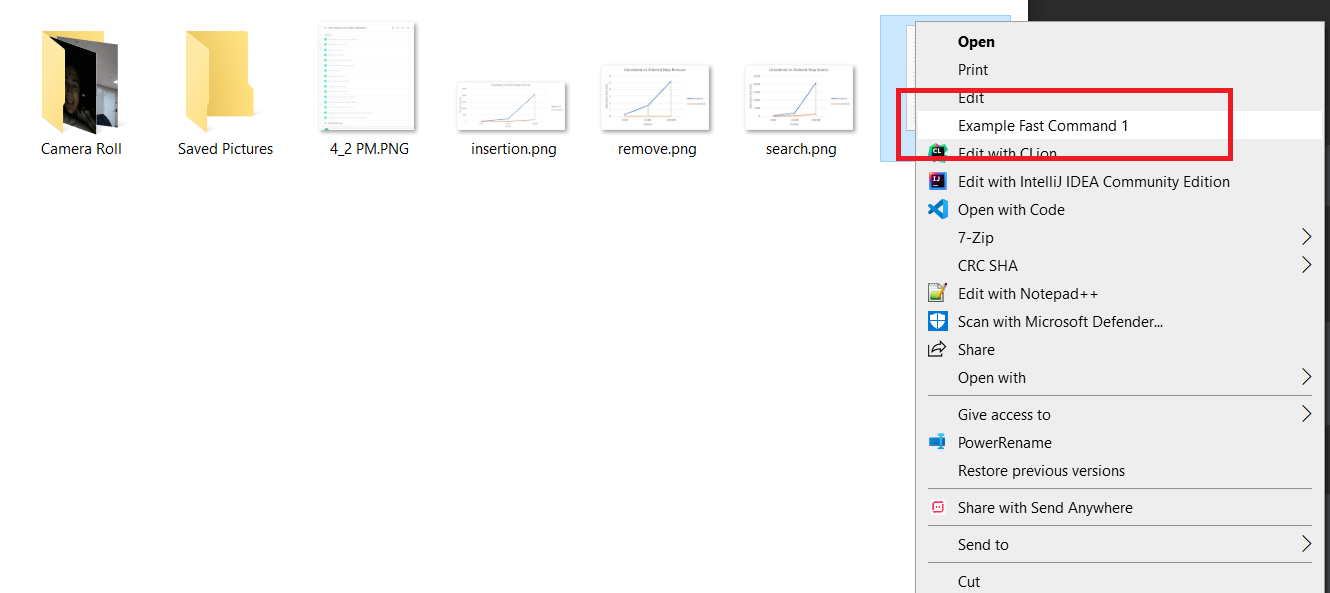 Camera Roll
Saved Pictures
4_2 PM.PNG
insertion.png
remove.png
search.png
Open
Print
Edit
Example Fast Command 1
Edit with CLion
Edit with IntelliJ IDEA Community Edition
Open with Code
7-Zip
CRC SHA
Edit with Notepad++
Scan with Microsoft Defender...
Share
Open with
Give access to
PowerRename
Restore previous versions
Share with Send Anywhere
Send to
Cut